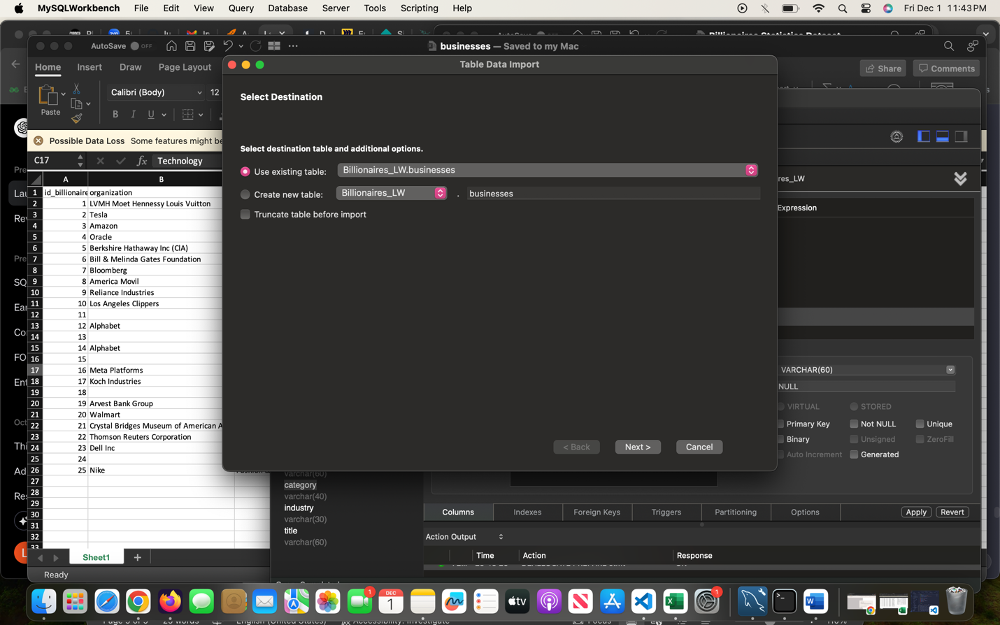 MySQLWorkbench File Edit View Query Database Server Tools Scripting Help Fri Dec 1 11:43 PM
AutoSave OFF businesses — Saved to my Mac
Home Insert Draw Page Layout Share Comments
Table Data Import
Paste Calibri (Body) 12
B I U
Possible Data Loss Some features might be
C17 fx Technology
A B
1 id_billionaire organization
2 1 LVMH Moet Hennessy Louis Vuitton
3 2 Tesla
4 3 Amazon
5 4 Oracle
6 5 Berkshire Hathaway Inc (ClA)
7 6 Bill & Melinda Gates Foundation
8 7 Bloomberg
9 8 America Movil
10 9 Reliance Industries
11 10 Los Angeles Clippers
12 11
13 12 Alphabet
14 13
15 14 Alphabet
16 15
17 16 Meta Platforms
18 17 Koch Industries
19 18
20 19 Arvest Bank Group
21 20 Walmart
22 21 Crystal Bridges Museum of American A
23 22 Thomson Reuters Corporation
24 23 Dell Inc
25 24
26 25 Nike
27
28
29
30
31
32
33
Sheet1
Ready
Select Destination
Select destination table and additional options.
Use existing table: Billionaires_LW.businesses
Create new table: Billionaires_LW . businesses
Truncate table before import
< Back Next > Cancel
res_LW
Expression
VARCHAR(60)
NULL
VIRTUAL STORED
Primary Key Not NULL Unique
Binary Unsigned ZeroFill
Auto Increment Generated
varchar(60)
category
varchar(40)
industry
varchar(30)
title
varchar(60)
Columns Indexes Foreign Keys Triggers Partitioning Options Apply Revert
Action Output
Time Action Response
DEC
1
tv
1
1